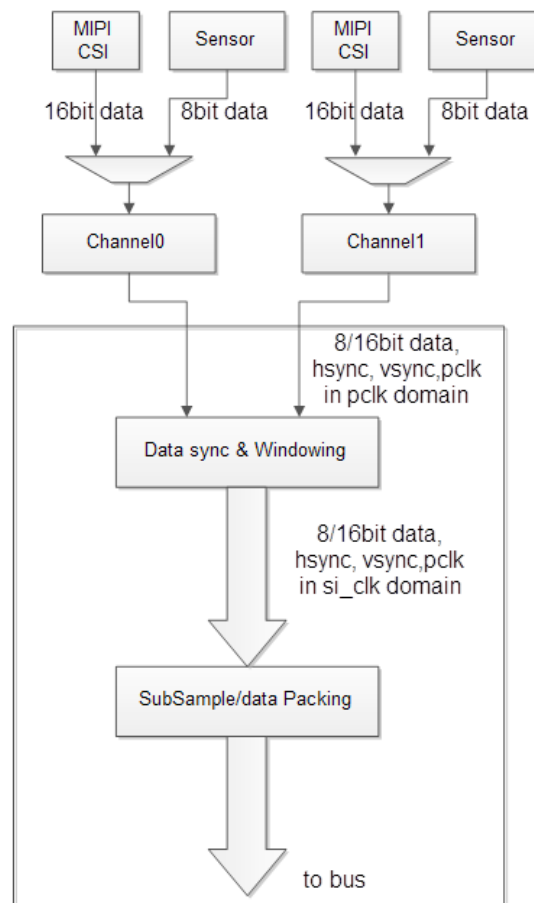 MIPI
CSI
Sensor
MIPI
CSI
Sensor
16bit data
8bit data
16bit data
8bit data
Channel0
Channel1
8/16bit data,
hsync, vsync,pclk
in pclk domain
Data sync & Windowing
8/16bit data,
hsync, vsync,pclk
in si_clk domain
SubSample/data Packing
to bus